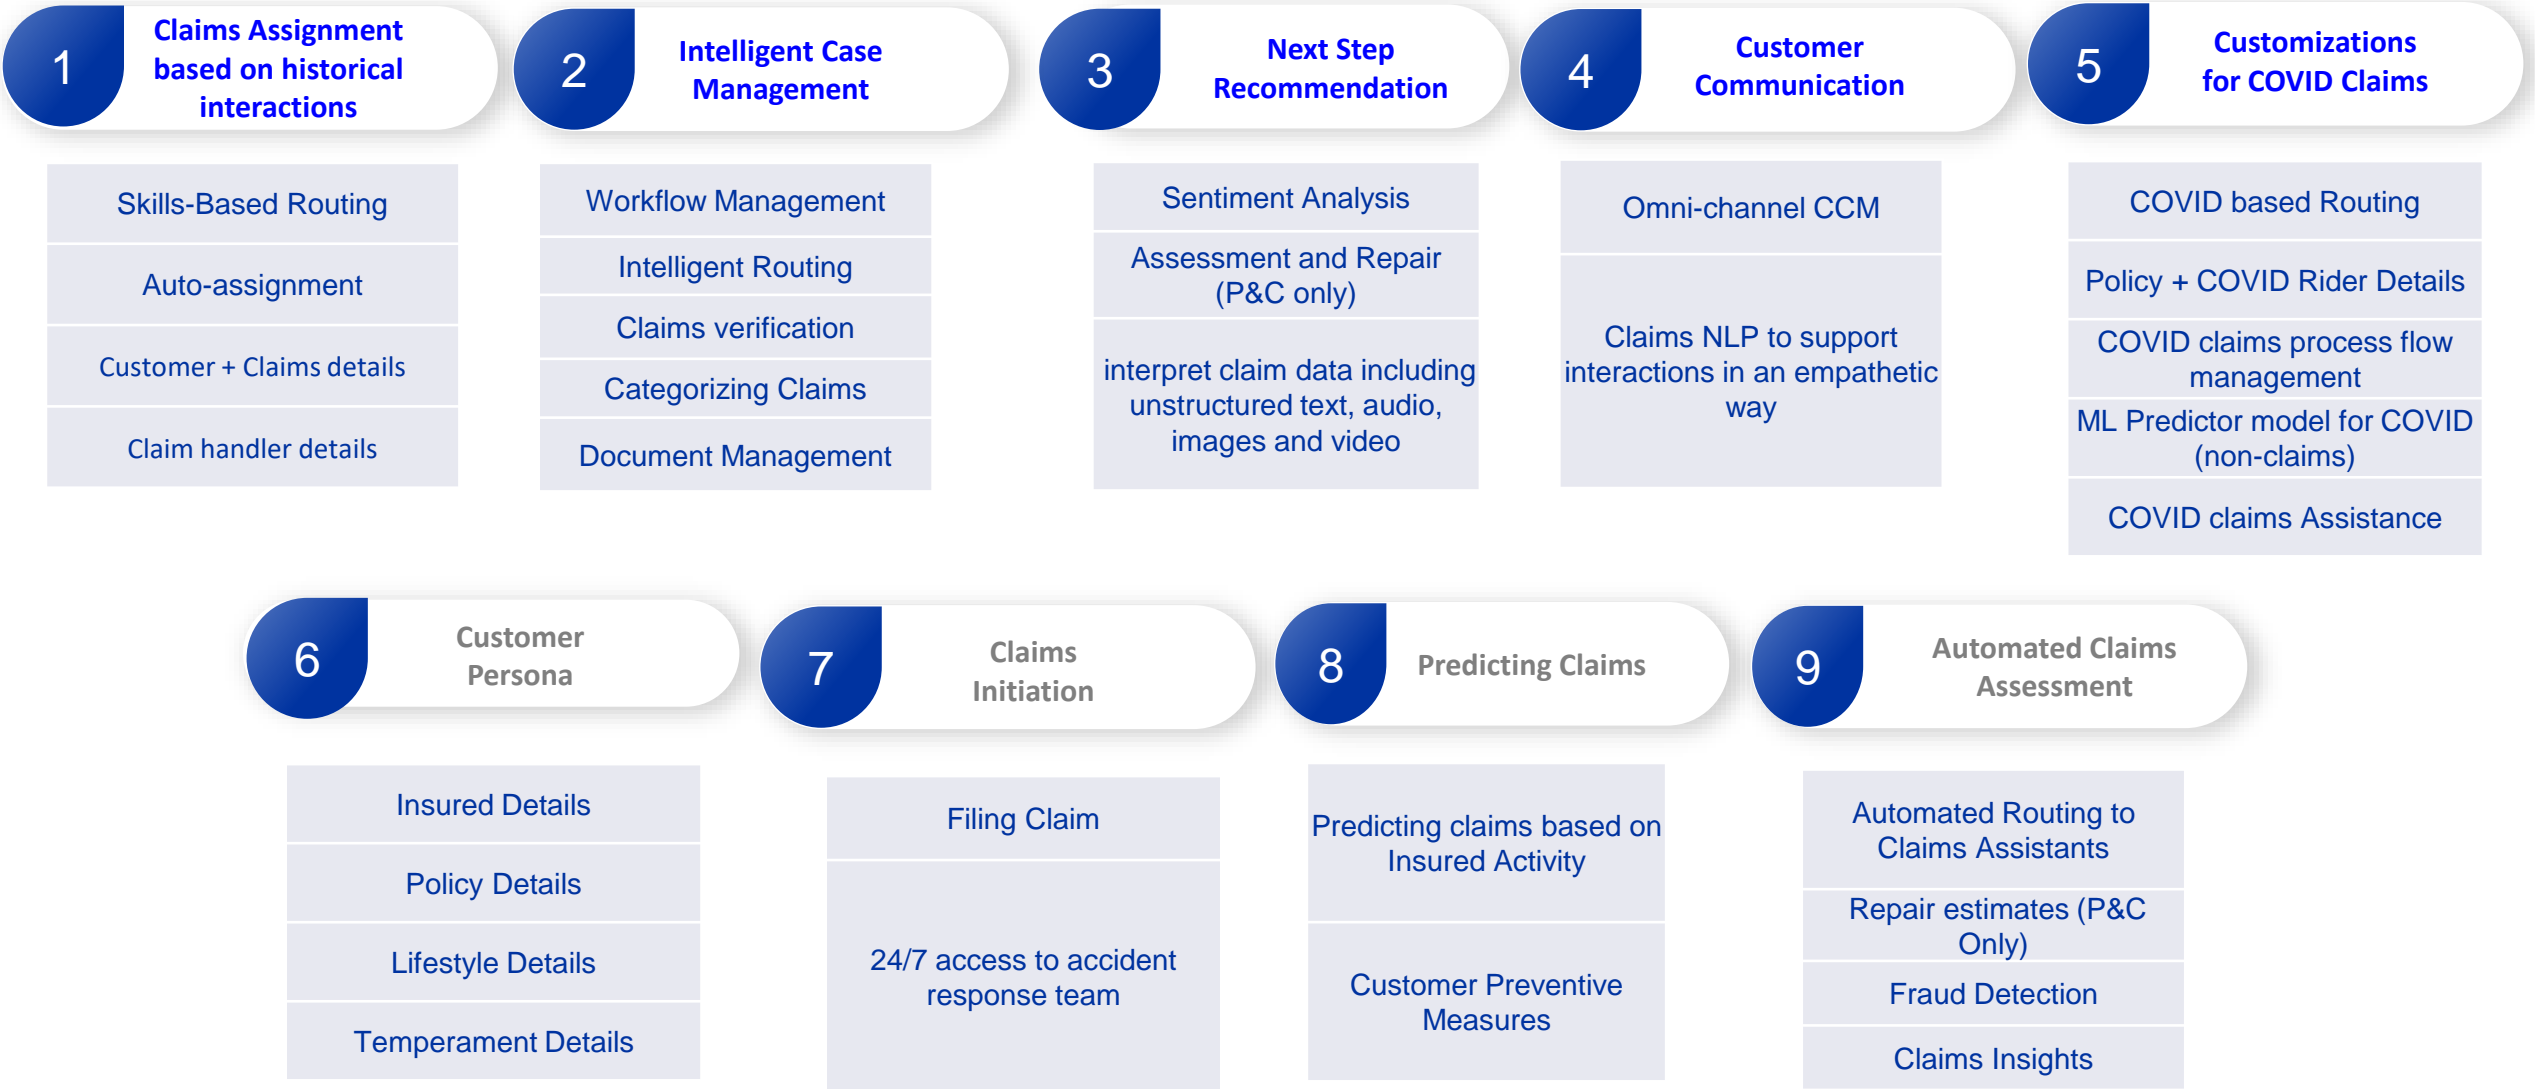 1
Claims Assignment
based on historical
interactions
Skills-Based Routing
Auto-assignment
Customer + Claims details
Claim handler details
2
Intelligent Case
Management
Workflow Management
Intelligent Routing
Claims verification
Categorizing Claims
Document Management
3
Next Step
Recommendation
Sentiment Analysis
Assessment and Repair
(P&C only)
interpret claim data including
unstructured text, audio,
images and video
4
Customer
Communication
Omni-channel CCM
Claims NLP to support
interactions in an empathetic
way
5
Customizations
for COVID Claims
COVID based Routing
Policy + COVID Rider Details
COVID claims process flow
management
ML Predictor model for COVID
(non-claims)
COVID claims Assistance
6
Customer
Persona
Insured Details
Policy Details
Lifestyle Details
Temperament Details
7
Claims
Initiation
Filing Claim
24/7 access to accident
response team
8
Predicting Claims
Predicting claims based on
Insured Activity
Customer Preventive
Measures
9
Automated Claims
Assessment
Automated Routing to
Claims Assistants
Repair estimates (P&C
Only)
Fraud Detection
Claims Insights